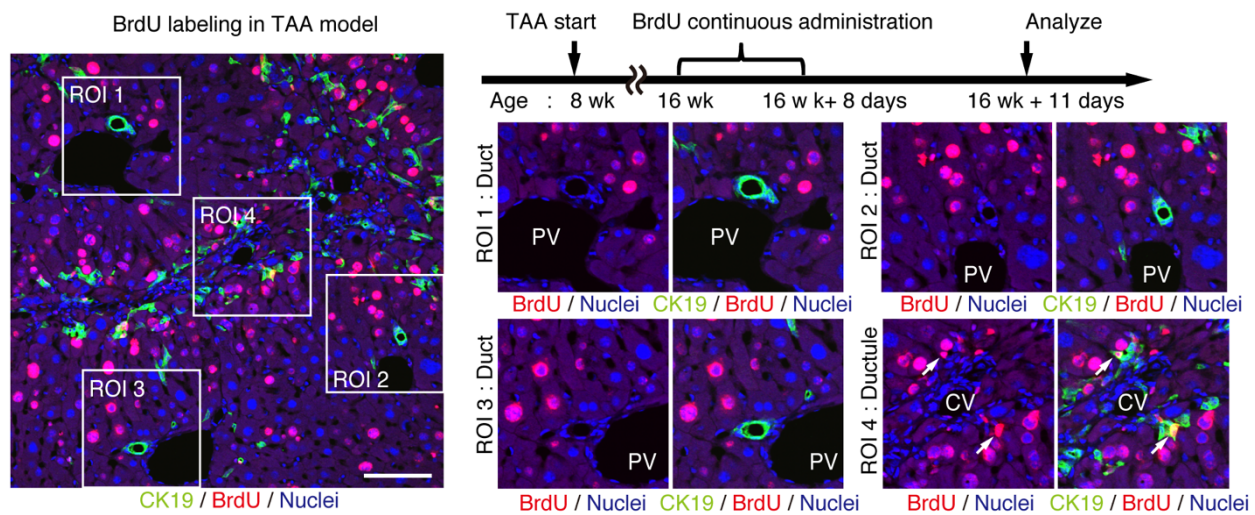 BrdU labeling in TAA model
ROI 1
ROI 4
ROI 2
ROI 3
CK19 / BrdU / Nuclei
TAA start
BrdU continuous administration
Analyze
Age : 8 wk
16 wk
16 w k+ 8 days
16 wk + 11 days
ROI 1 : Duct
PV
PV
BrdU / Nuclei
CK19 / BrdU / Nuclei
ROI 2 : Duct
PV
PV
BrdU / Nuclei
CK19 / BrdU / Nuclei
ROI 3 : Duct
PV
PV
BrdU / Nuclei
CK19 / BrdU / Nuclei
ROI 4 : Ductule
CV
CV
BrdU / Nuclei
CK19 / BrdU / Nuclei